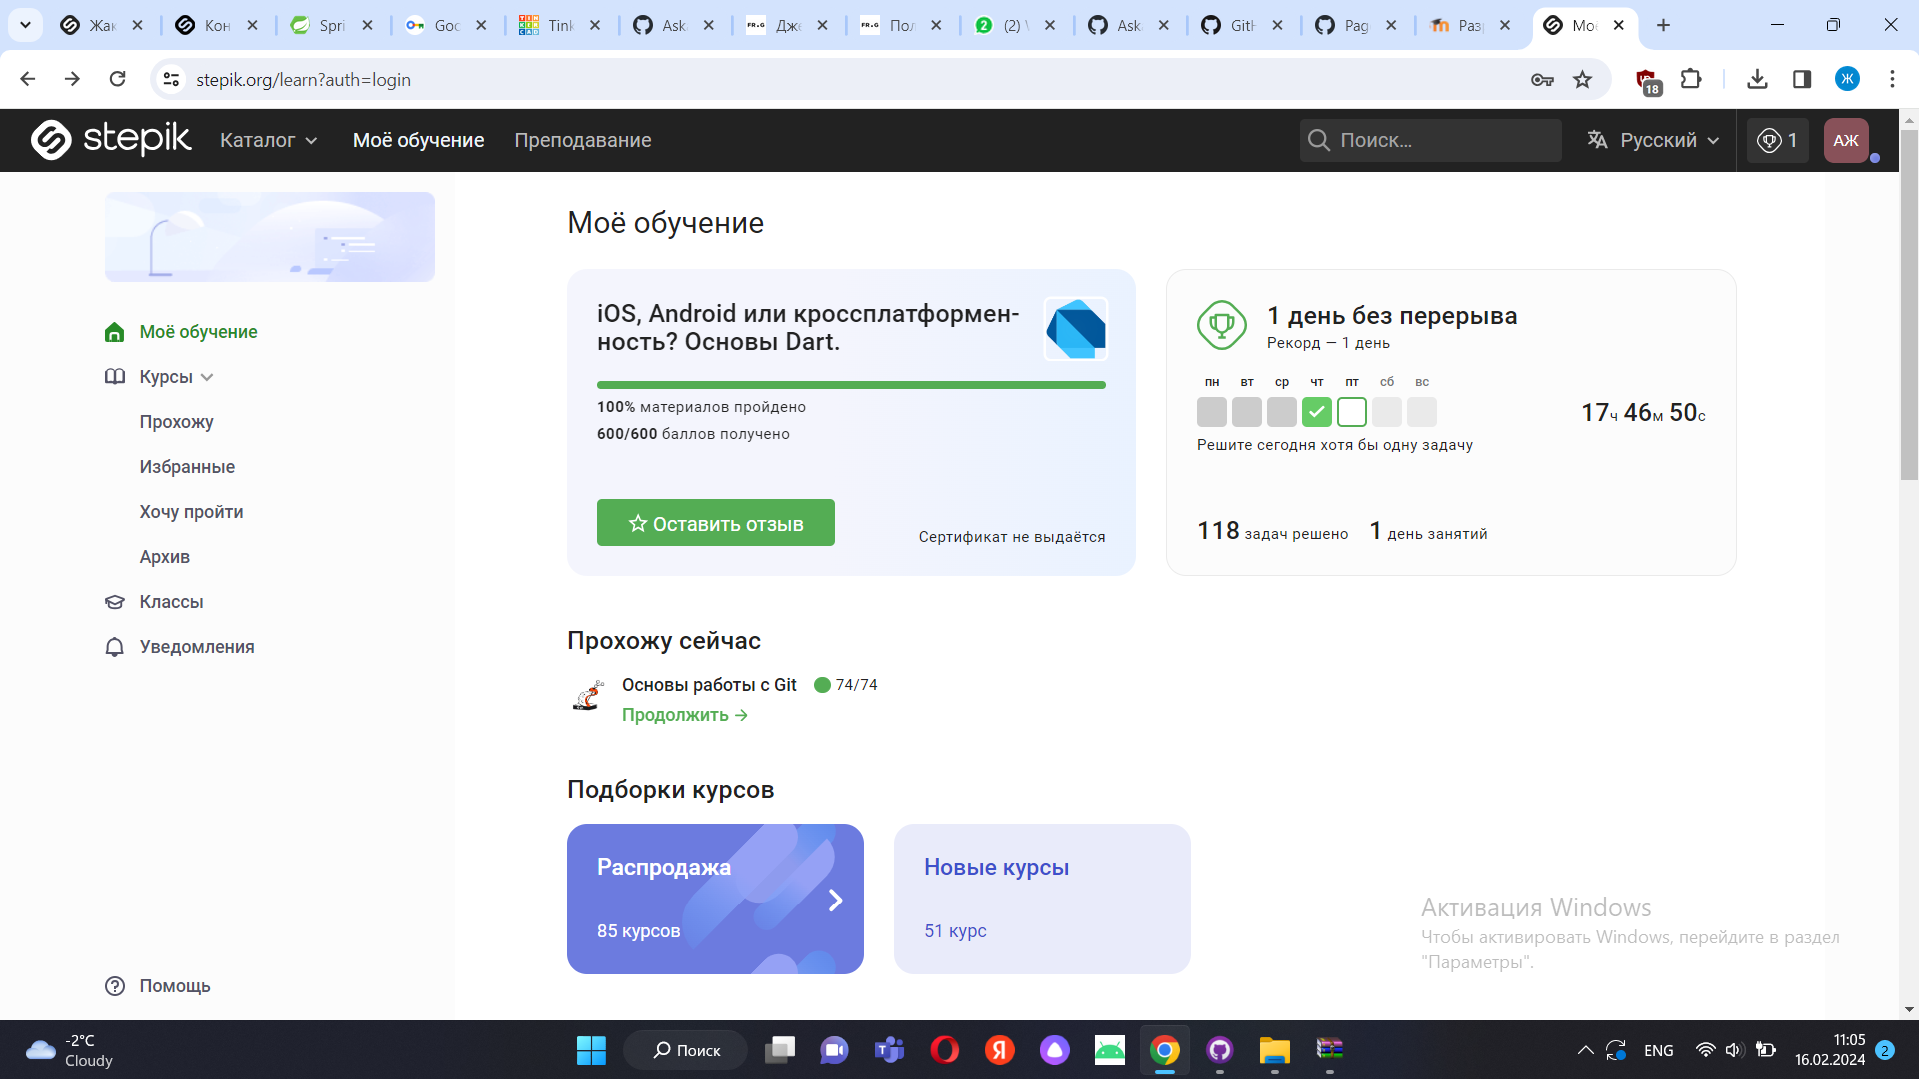 Жак
Кон
Spri
Goo
Tink
Ask
Дже
Пол
(2)
Ask
GitH
Pag
Раз
Мо
stepik.org/learn?auth=login
18
Ж
stepik
Каталог
Моё обучение
Преподавание
Поиск...
Русский
1
АЖ
Моё обучение
Курсы
Прохожу
Избранные
Хочу пройти
Архив
Классы
Уведомления
Помощь
Моё обучение
iOS, Android или кроссплатформен-
ность? Основы Dart.
100% материалов пройдено
600/600 баллов получено
Оставить отзыв
Сертификат не выдаётся
1 день без перерыва
Рекорд — 1 день
пн вт ср чт пт сб вс
17ч 46м 50с
Решите сегодня хотя бы одну задачу
118 задач решено 1 день занятий
Прохожу сейчас
Основы работы с Git 74/74
Продолжить →
Подборки курсов
Распродажа
85 курсов
Новые курсы
51 курс
Активация Windows
Чтобы активировать Windows, перейдите в раздел
"Параметры".
-2°C
Cloudy
Поиск
ENG
11:05
16.02.2024
2